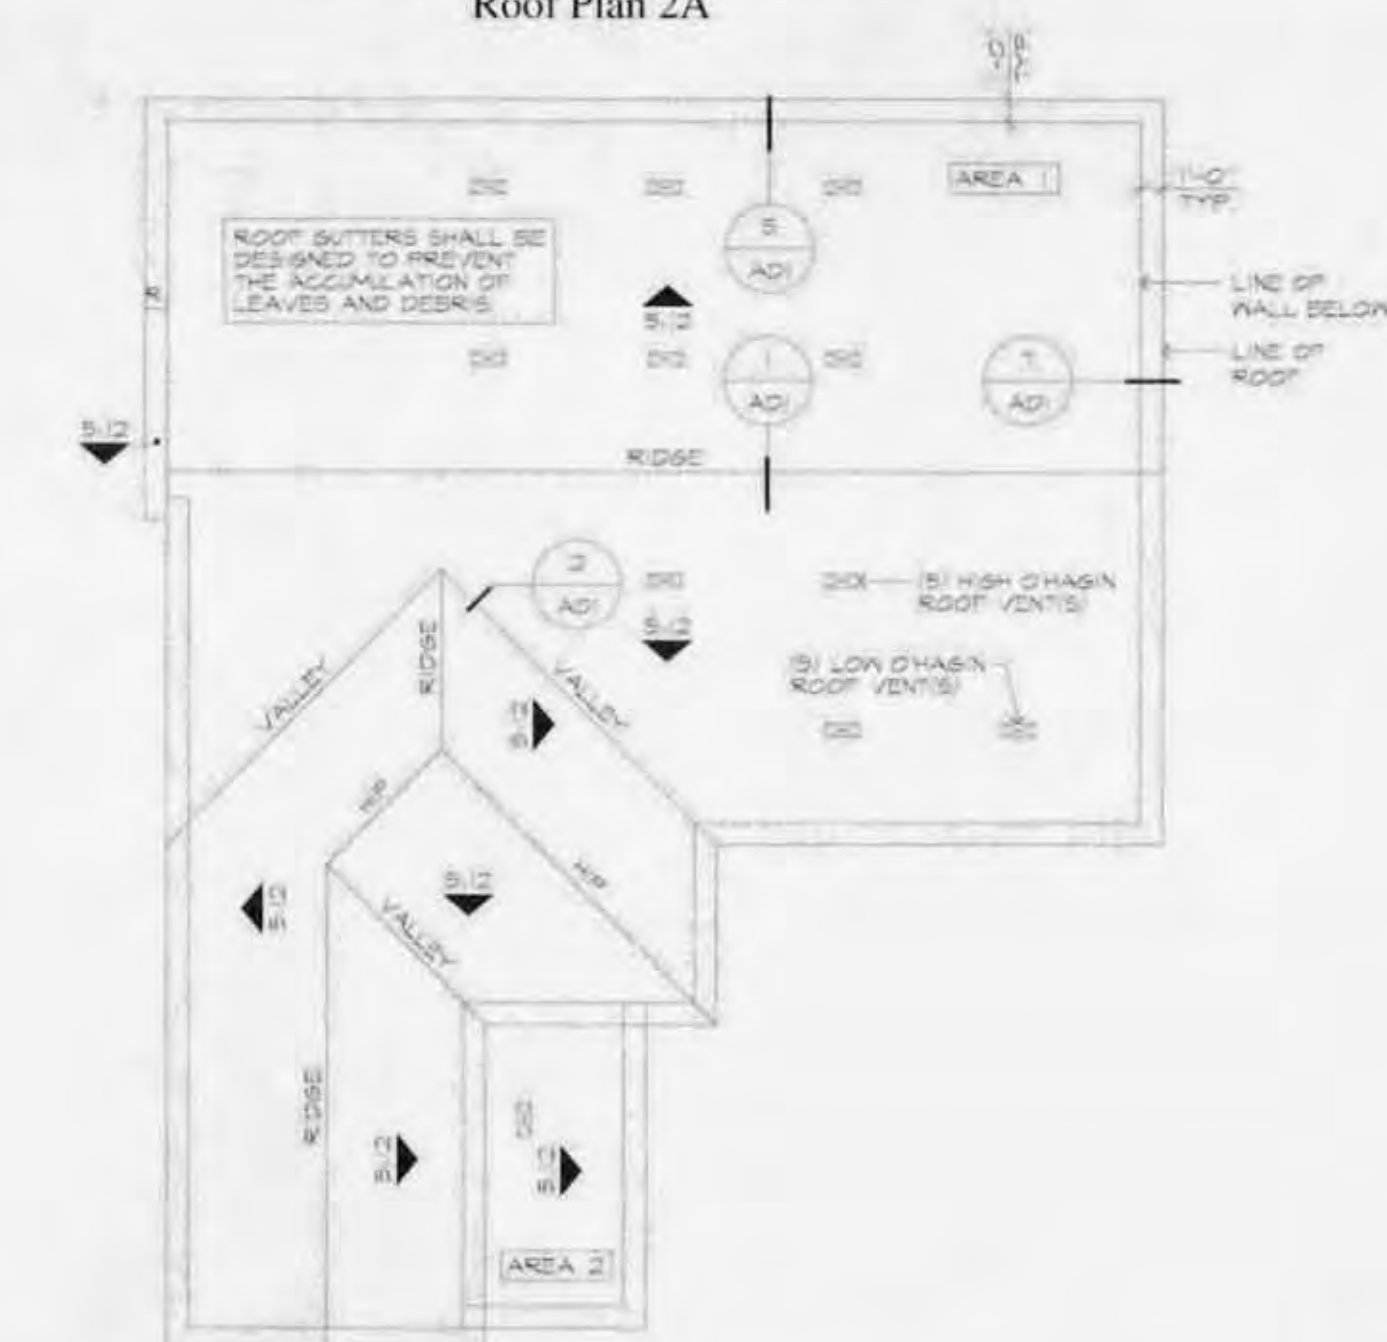 Roof Plan 2A
AREA 1
1'-0"
TYP.
ROOF GUTTERS SHALL BE
DESIGNED TO PREVENT
THE ACCUMULATION OF
LEAVES AND DEBRIS.
5
AD1
LINE OF
WALL BELOW
R
5:12
1
AD1
7
AD1
LINE OF
ROOF
5:12
RIDGE
2
AD1
(5) HIGH O'HAGIN
ROOF VENT(S)
5:12
RIDGE
VALLEY
VALLEY
(9) LOW O'HAGIN
ROOF VENT(S)
5:12
HIP
HIP
5:12
5:12
VALLEY
RIDGE
5:12
5:12
AREA 2